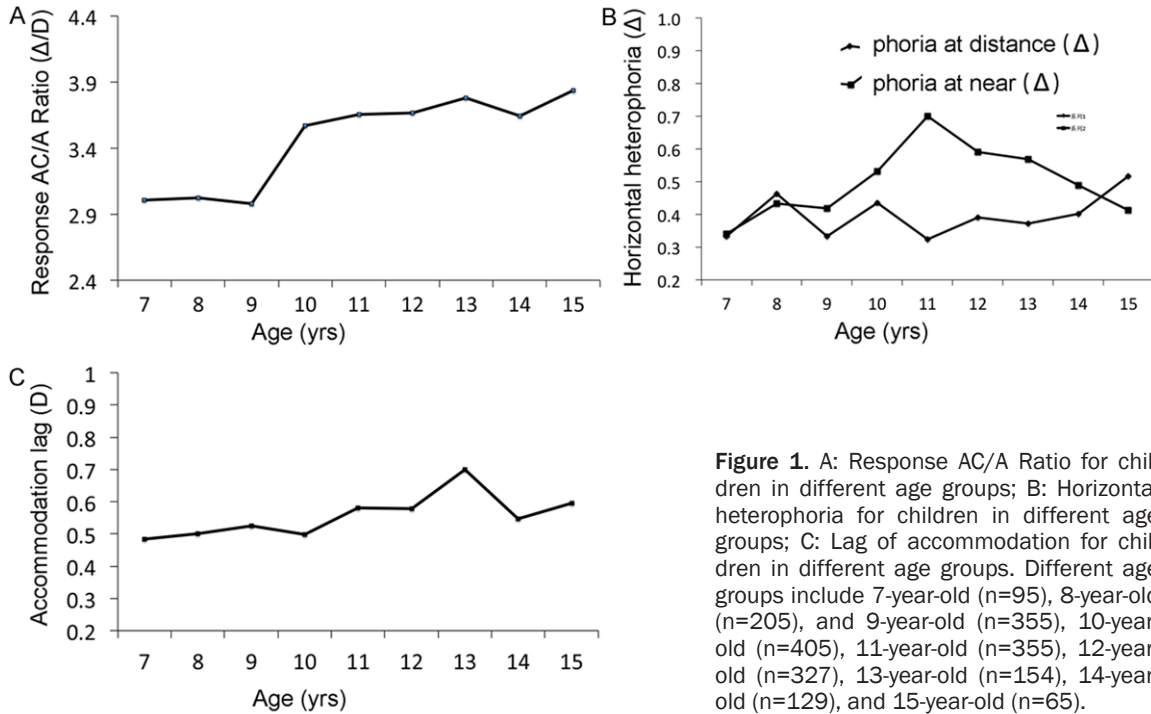 A
Response AC/A Ratio (Δ/D)
4.4
3.9
3.4
2.9
2.4
7 8 9 10 11 12 13 14 15
Age (yrs)
B
Horizontal heterophoria (Δ)
1.0
0.9
0.8
0.7
0.6
0.5
0.4
0.3
0.2
phoria at distance (Δ)
phoria at near (Δ)
系列1
系列2
7 8 9 10 11 12 13 14 15
Age (yrs)
C
Accommodation lag (D)
1
0.9
0.8
0.7
0.6
0.5
0.4
0.3
0.2
7 8 9 10 11 12 13 14 15
Age (yrs)
Figure 1. A: Response AC/A Ratio for chil-
dren in different age groups; B: Horizonta
heterophoria for children in different age
groups; C: Lag of accommodation for chil-
dren in different age groups. Different age
groups include 7-year-old (n=95), 8-year-old
(n=205), and 9-year-old (n=355), 10-year-
old (n=405), 11-year-old (n=355), 12-year-
old (n=327), 13-year-old (n=154), 14-year-
old (n=129), and 15-year-old (n=65).